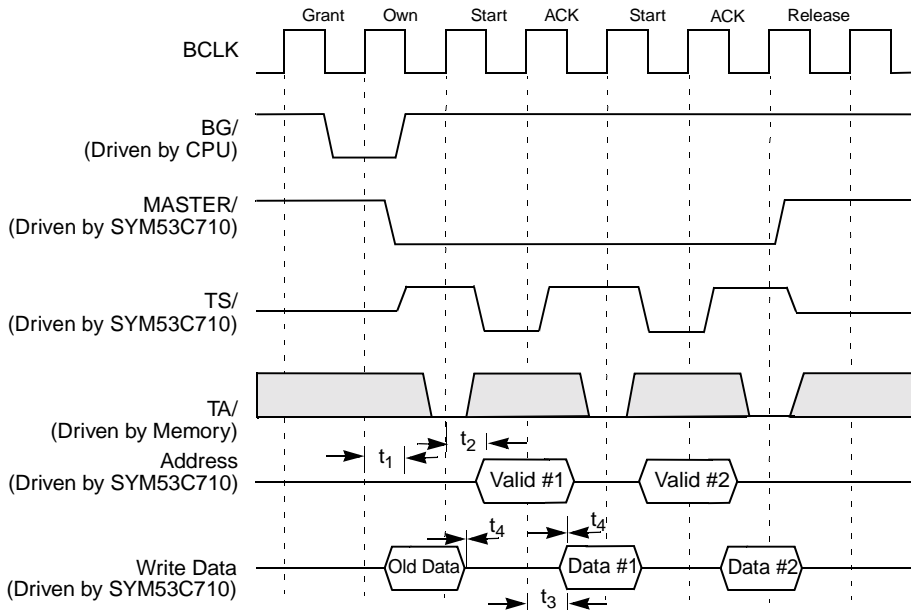 Grant Own Start ACK Start ACK Release
BCLK
BG/
(Driven by CPU)
MASTER/
(Driven by SYM53C710)
TS/
(Driven by SYM53C710)
TA/
(Driven by Memory)
t1 t2
Address
(Driven by SYM53C710)
Valid #1 Valid #2
t4 t4
Write Data
(Driven by SYM53C710)
Old Data Data #1 Data #2
t3